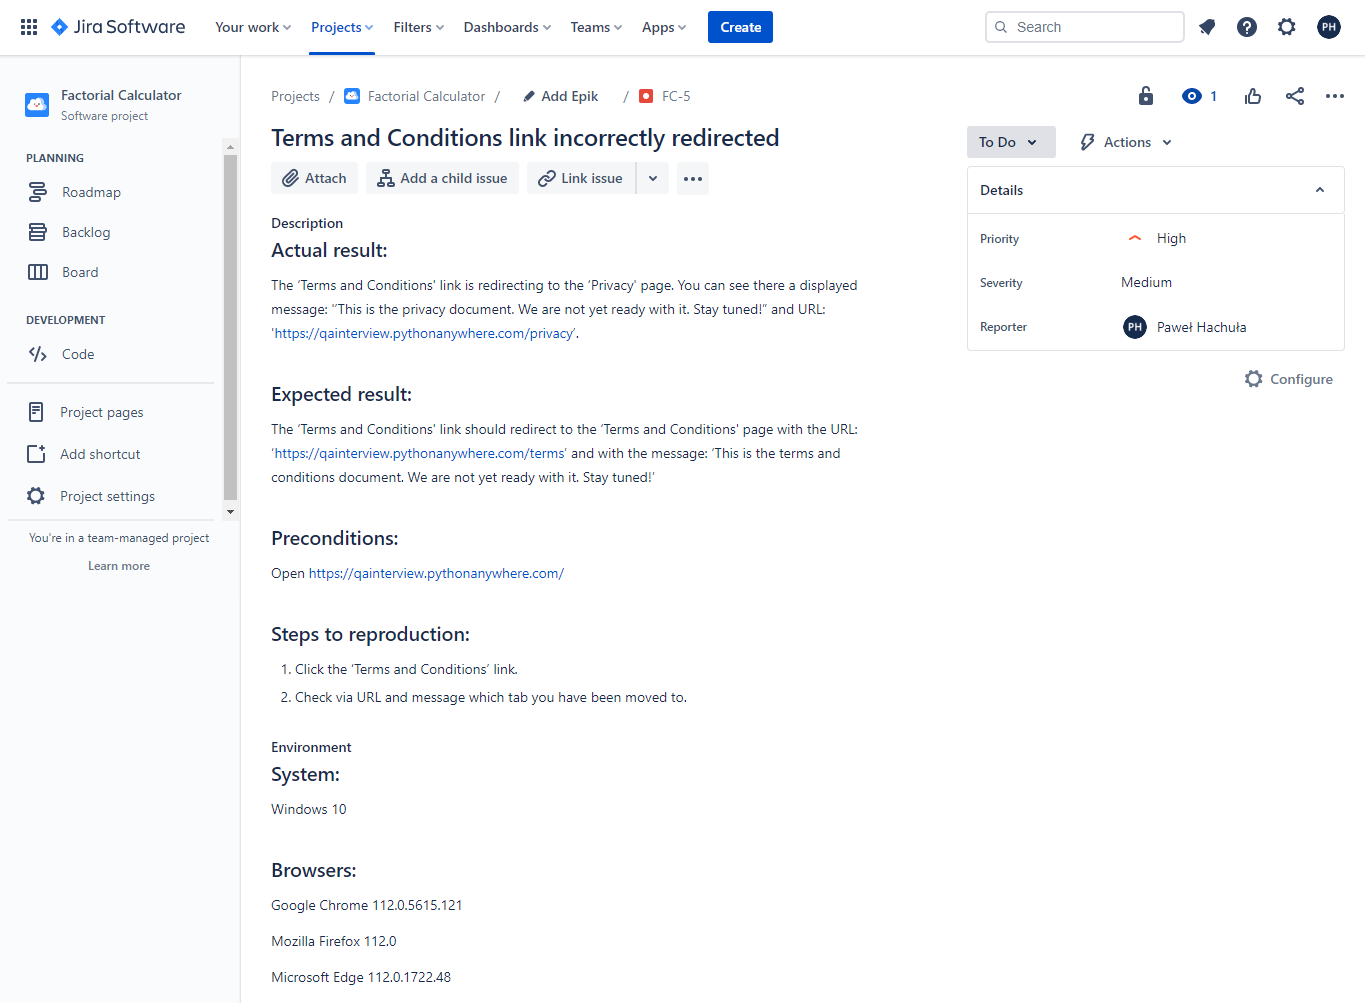 Jira Software
Your work
Projects
Filters
Dashboards
Teams
Apps
Create
Search
PH
Factorial Calculator
Software project
PLANNING
Roadmap
Backlog
Board
DEVELOPMENT
Code
Project pages
Add shortcut
Project settings
You're in a team-managed project
Learn more
Projects / Factorial Calculator / Add Epik / FC-5
1
Terms and Conditions link incorrectly redirected
Attach
Add a child issue
Link issue
Description
Actual result:
The ‘Terms and Conditions' link is redirecting to the ‘Privacy' page. You can see there a displayed
message: '“This is the privacy document. We are not yet ready with it. Stay tuned!” and URL:
'https://qainterview.pythonanywhere.com/privacy’.
Expected result:
The ‘Terms and Conditions' link should redirect to the ‘Terms and Conditions' page with the URL:
‘https://qainterview.pythonanywhere.com/terms’ and with the message: ‘This is the terms and
conditions document. We are not yet ready with it. Stay tuned!’
Preconditions:
Open https://qainterview.pythonanywhere.com/
Steps to reproduction:
1. Click the ‘Terms and Conditions’ link.
2. Check via URL and message which tab you have been moved to.
Environment
System:
Windows 10
Browsers:
Google Chrome 112.0.5615.121
Mozilla Firefox 112.0
Microsoft Edge 112.0.1722.48
To Do
Actions
Details
Priority
High
Severity
Medium
Reporter
PH Paweł Hachuła
Configure